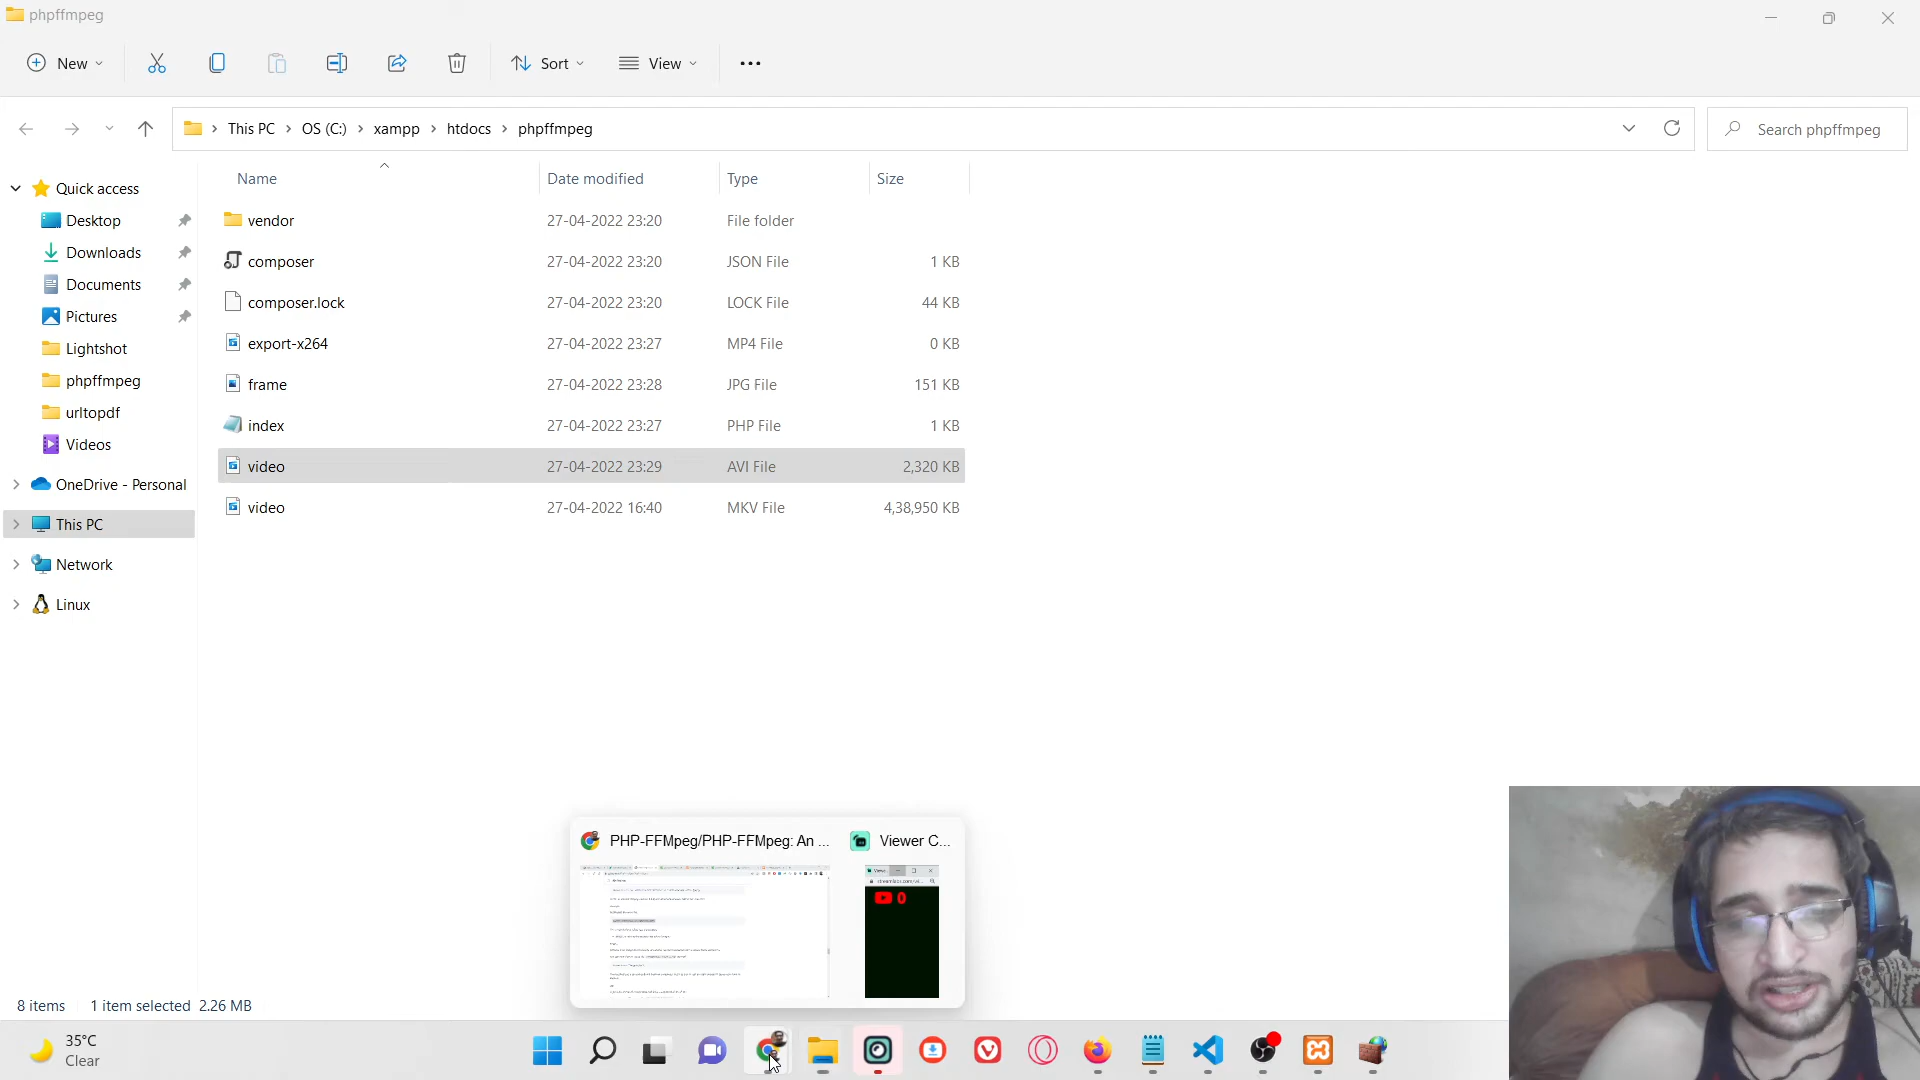 phpffmpeg
New
Sort
View
This PC
OS (C:)
xampp
htdocs
phpffmpeg
Search phpffmpeg
Name Date modified Type Size
Quick access
Desktop
Downloads
Documents
Pictures
Lightshot
phpffmpeg
urltopdf
Videos
OneDrive - Personal
This PC
Network
Linux
vendor 27-04-2022 23:20 File folder
composer 27-04-2022 23:20 JSON File 1 KB
composer.lock 27-04-2022 23:20 LOCK File 44 KB
export-x264 27-04-2022 23:27 MP4 File 0 KB
frame 27-04-2022 23:28 JPG File 151 KB
index 27-04-2022 23:27 PHP File 1 KB
video 27-04-2022 23:29 AVI File 2,320 KB
video 27-04-2022 16:40 MKV File 4,38,950 KB
PHP-FFMpeg/PHP-FFMpeg: An ...
Viewer C...
0
8 items 1 item selected 2.26 MB
35°C
Clear